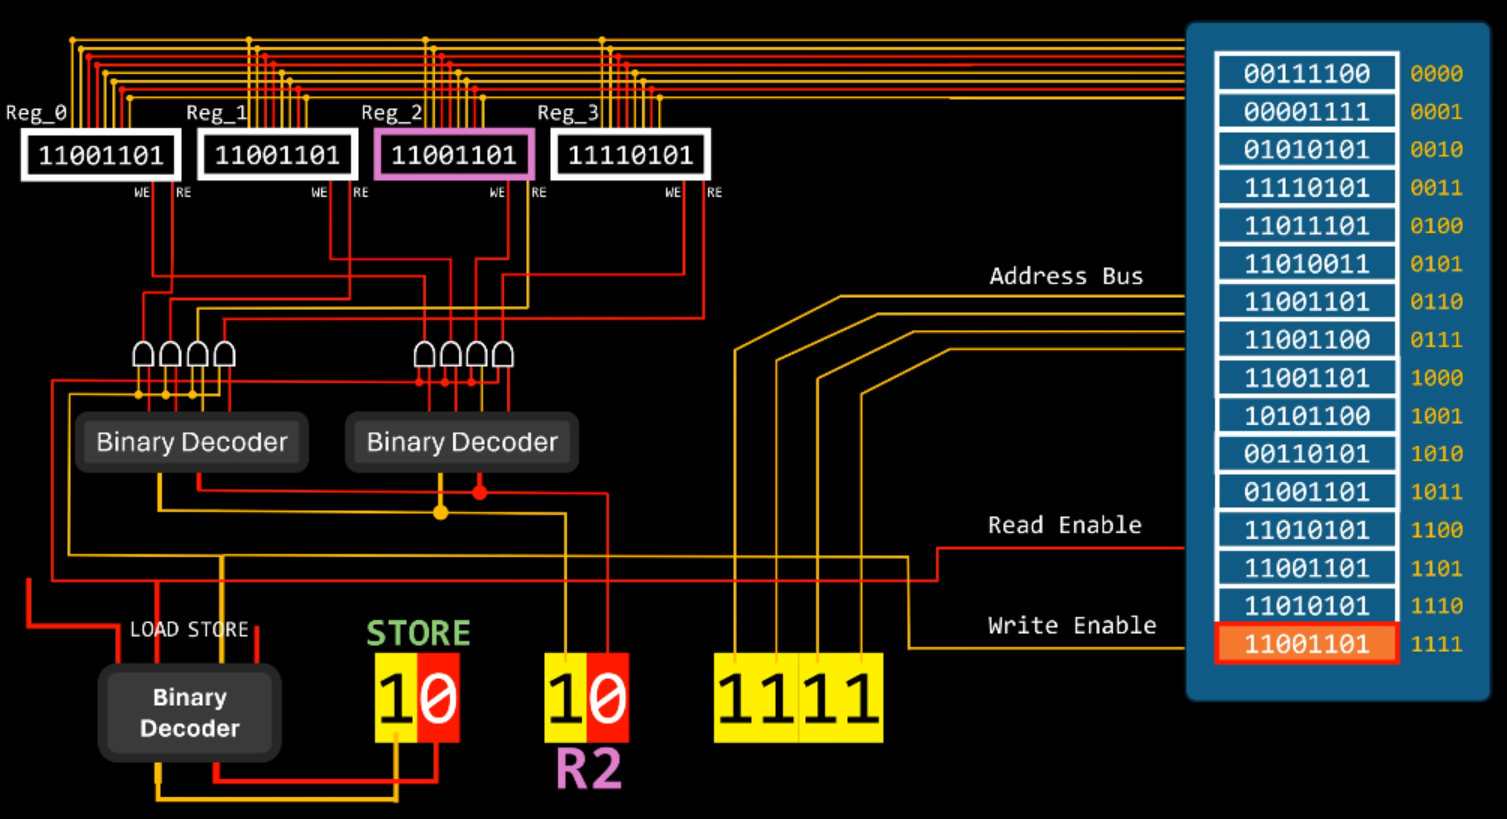 Reg_0 Reg_1 Reg_2 Reg_3
11001101 11001101 11001101 11110101
WE RE WE RE WE RE WE RE
00111100 0000
00001111 0001
01010101 0010
11110101 0011
11011101 0100
11010011 0101
11001101 0110
11001100 0111
11001101 1000
10101100 1001
00110101 1010
01001101 1011
11010101 1100
11001101 1101
11010101 1110
11001101 1111
Address Bus
Binary Decoder Binary Decoder
Read Enable
Write Enable
LOAD STORE
Binary
Decoder
STORE
10 10 1111
R2